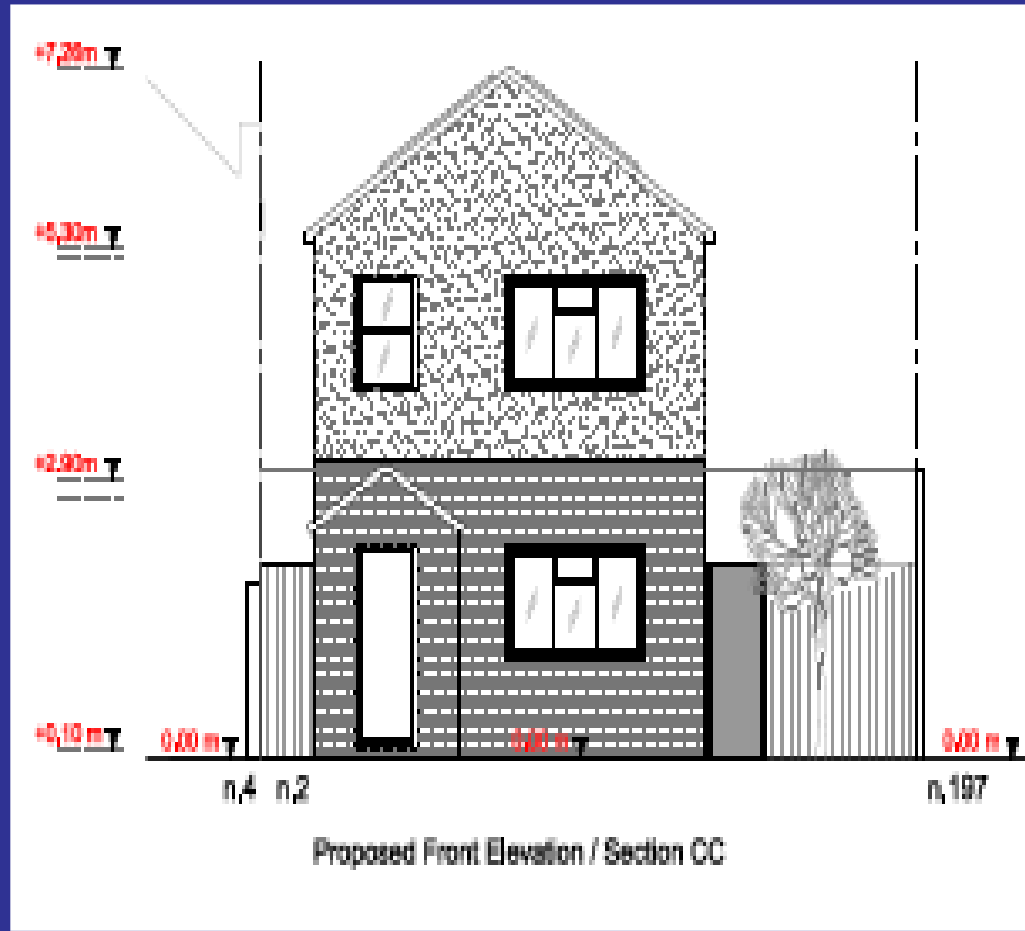 +7,26m
+5,30m
+2,90m
+0,10 m
0,00 m
0,00 m
0,00 m
n,4
n,2
n,197
Proposed Front Elevation / Section CC